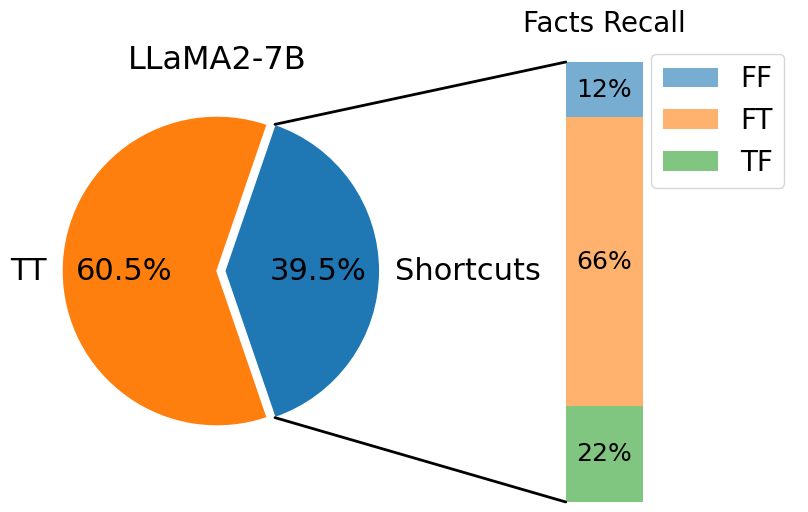 LLaMA2-7B
TT
60.5%
39.5%
Shortcuts
Facts Recall
12%
66%
22%
FF
FT
TF